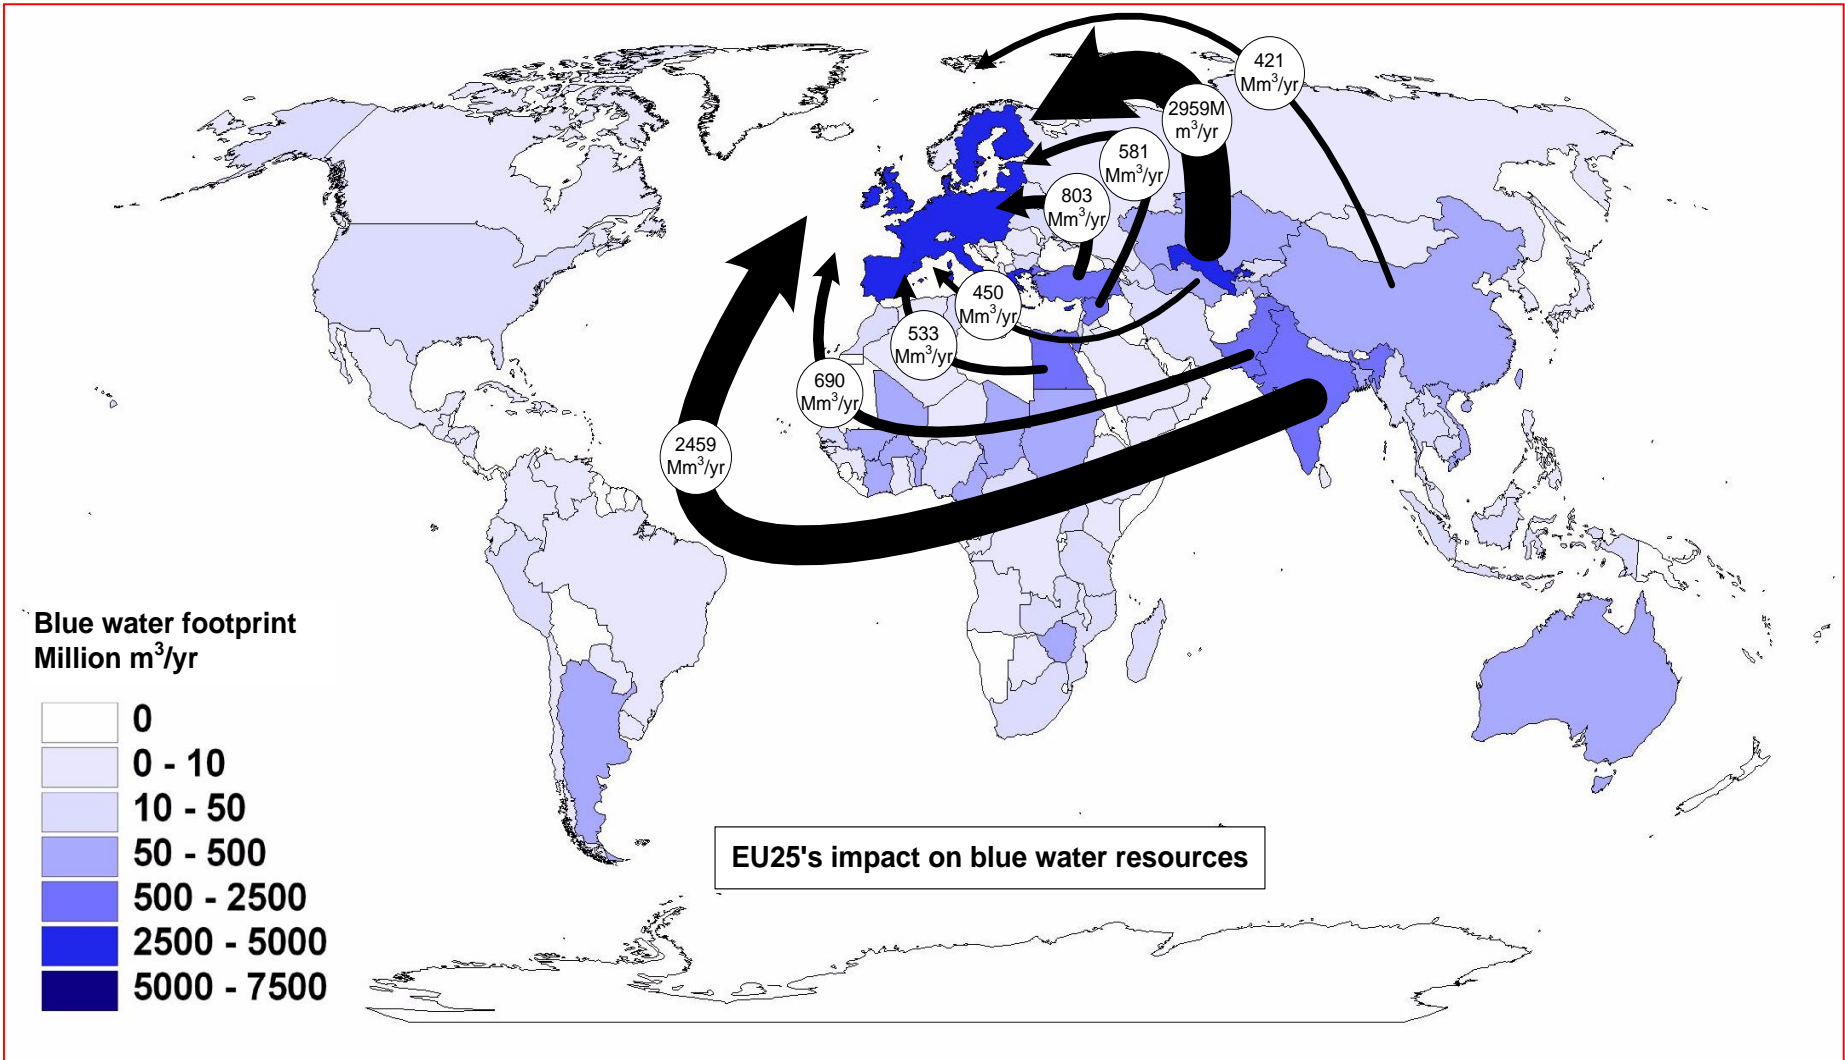 421
Mm³/yr
2959M
m³/yr
581
Mm³/yr
803
Mm³/yr
450
Mm³/yr
533
Mm³/yr
690
Mm³/yr
2459
Mm³/yr
Blue water footprint
Million m³/yr
0
0 - 10
10 - 50
50 - 500
500 - 2500
2500 - 5000
5000 - 7500
EU25's impact on blue water resources